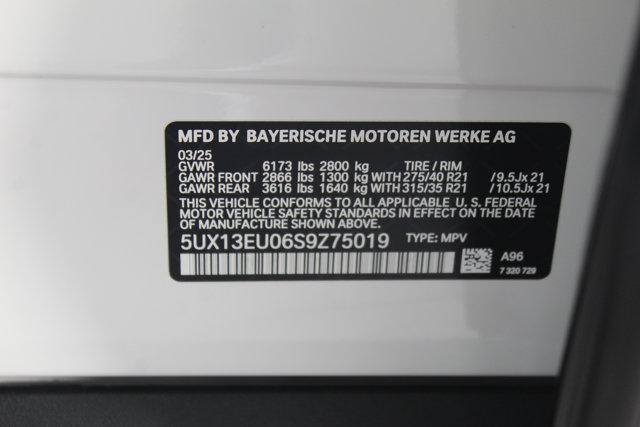 MFD BY BAYERISCHE MOTOREN WERKE AG
03/25
GVWR 6173 lbs 2800 kg TIRE / RIM
GAWR FRONT 2866 lbs 1300 kg WITH 275/40 R21 / 9.5Jx 21
GAWR REAR 3616 lbs 1640 kg WITH 315/35 R21 / 10.5Jx 21
THIS VEHICLE CONFORMS TO ALL APPLICABLE U. S. FEDERAL
MOTOR VEHICLE SAFETY STANDARDS IN EFFECT ON THE DATE
OF MANUFACTURE SHOWN ABOVE.
5UX13EU06S9Z75019 TYPE: MPV
A96
7 320 729